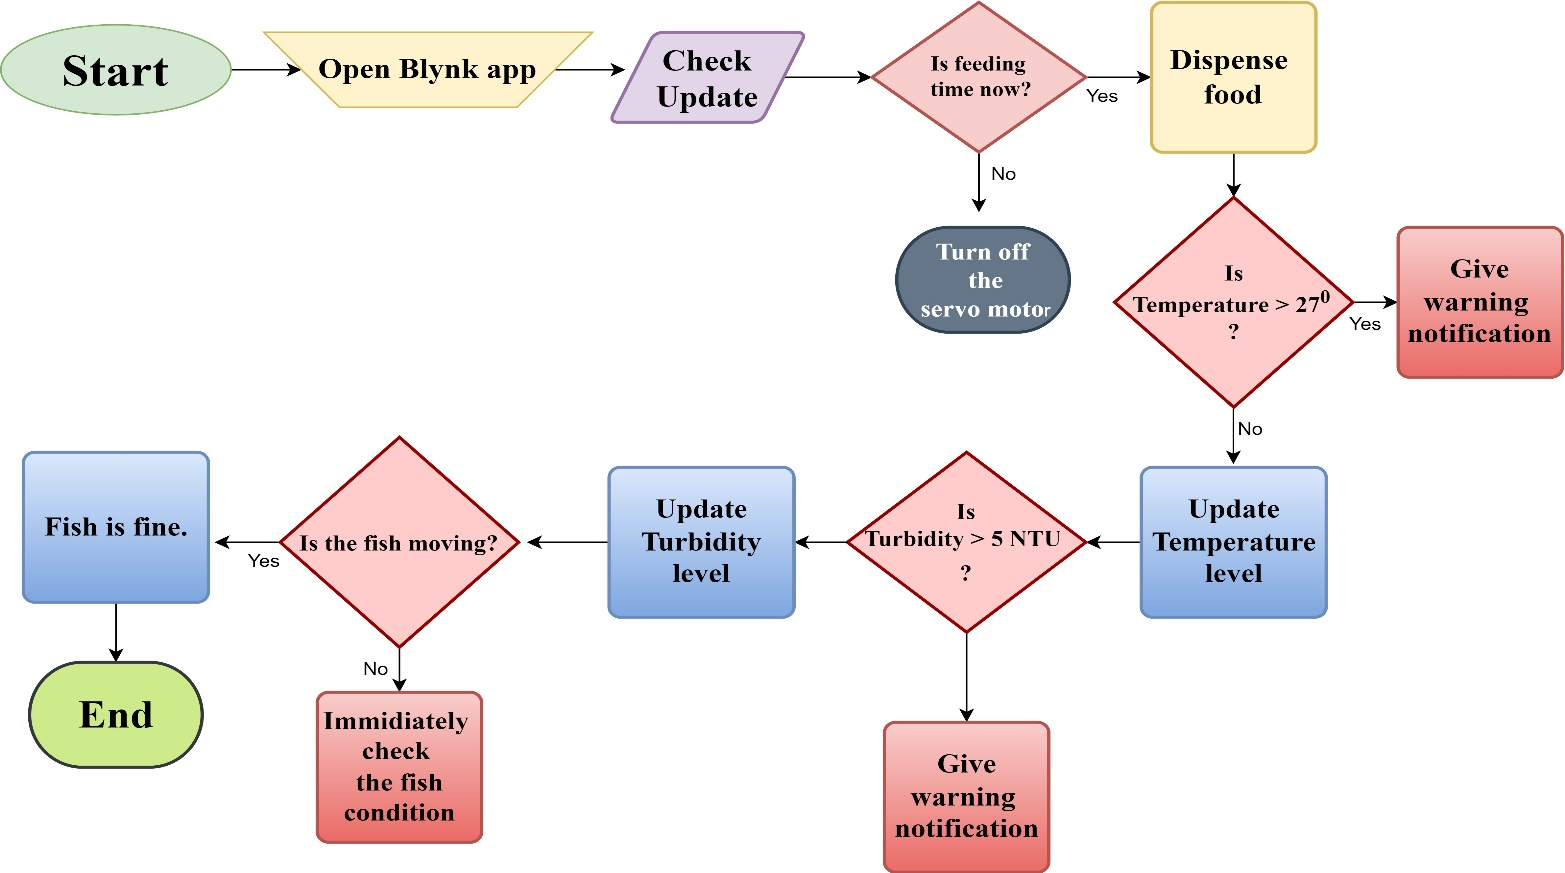 Start
Open Blynk app
Check
Update
Is feeding
time now?
Yes
No
Dispense
food
Turn off
the
servo motor
Is
Temperature > 27⁰
?
Yes
No
Give
warning
notification
Update
Temperature
level
Is
Turbidity > 5 NTU
?
Give
warning
notification
Update
Turbidity
level
Is the fish moving?
Yes
No
Immidiately
check
the fish
condition
Fish is fine.
End